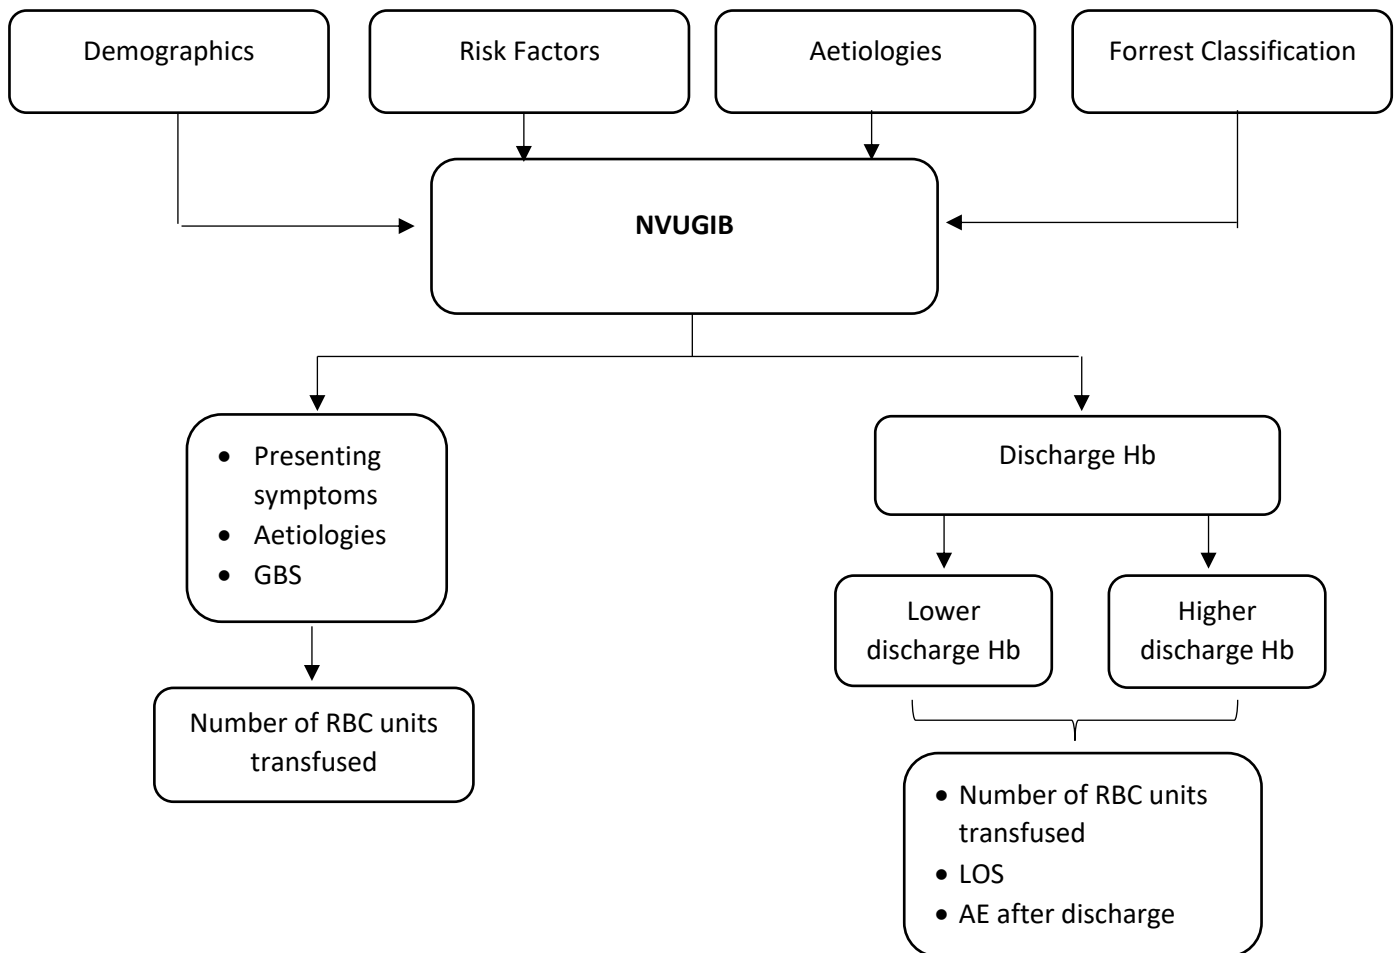 Demographics
Risk Factors
Aetiologies
Forrest Classification
NVUGIB
• Presenting
symptoms
• Aetiologies
• GBS
Discharge Hb
Lower
discharge Hb
Higher
discharge Hb
Number of RBC units
transfused
• Number of RBC units
transfused
• LOS
• AE after discharge